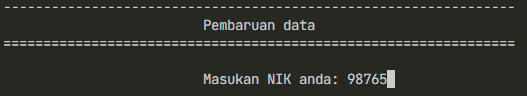 ----------------------------------------------------------------
Pembaruan data
================================================================
Masukan NIK anda: 98765